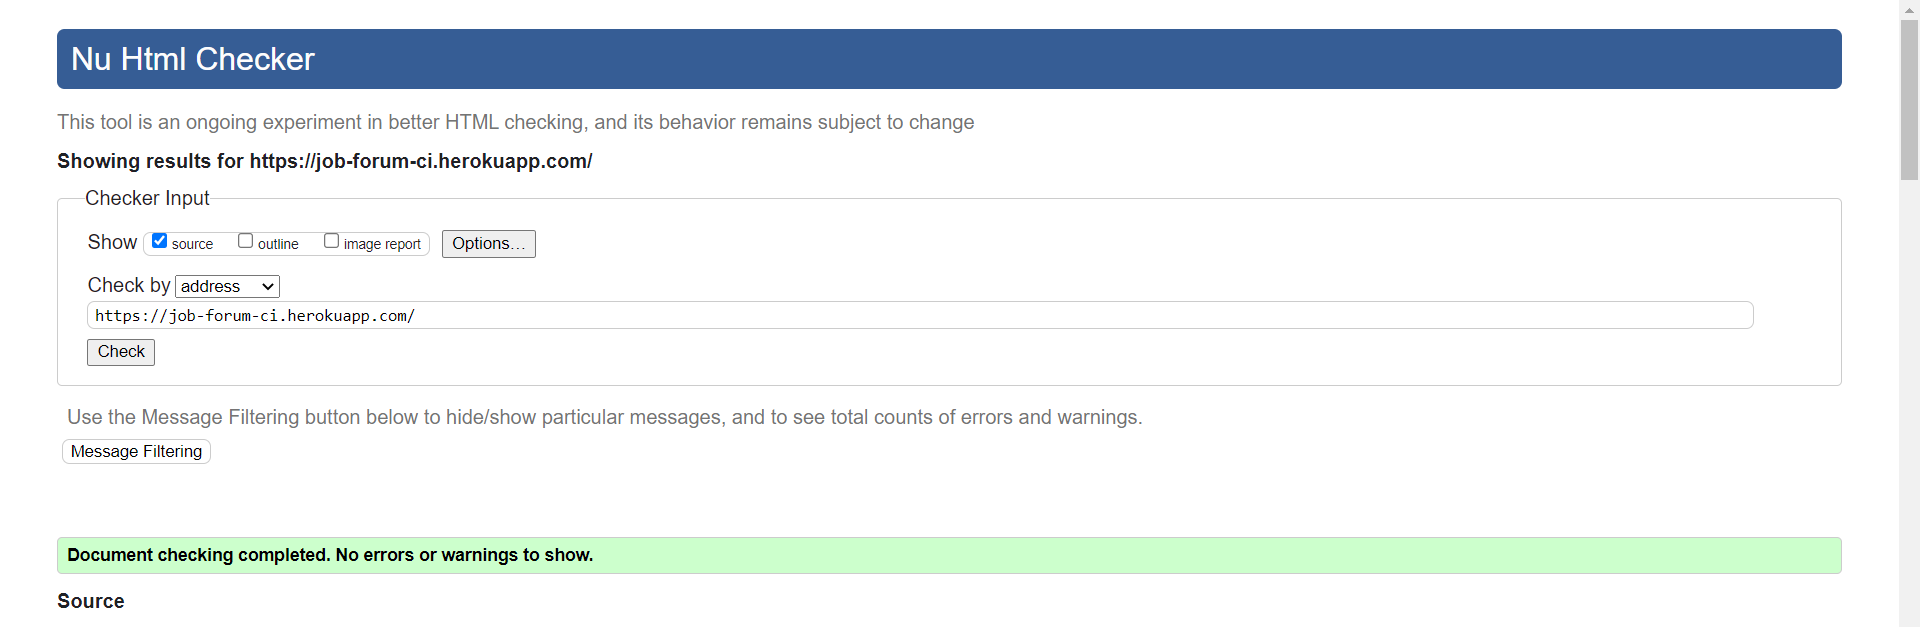 Nu Html Checker
This tool is an ongoing experiment in better HTML checking, and its behavior remains subject to change
Showing results for https://job-forum-ci.herokuapp.com/
Checker Input
Show source outline image report Options...
Check by address
https://job-forum-ci.herokuapp.com/
Check
Use the Message Filtering button below to hide/show particular messages, and to see total counts of errors and warnings.
Message Filtering
Document checking completed. No errors or warnings to show.
Source